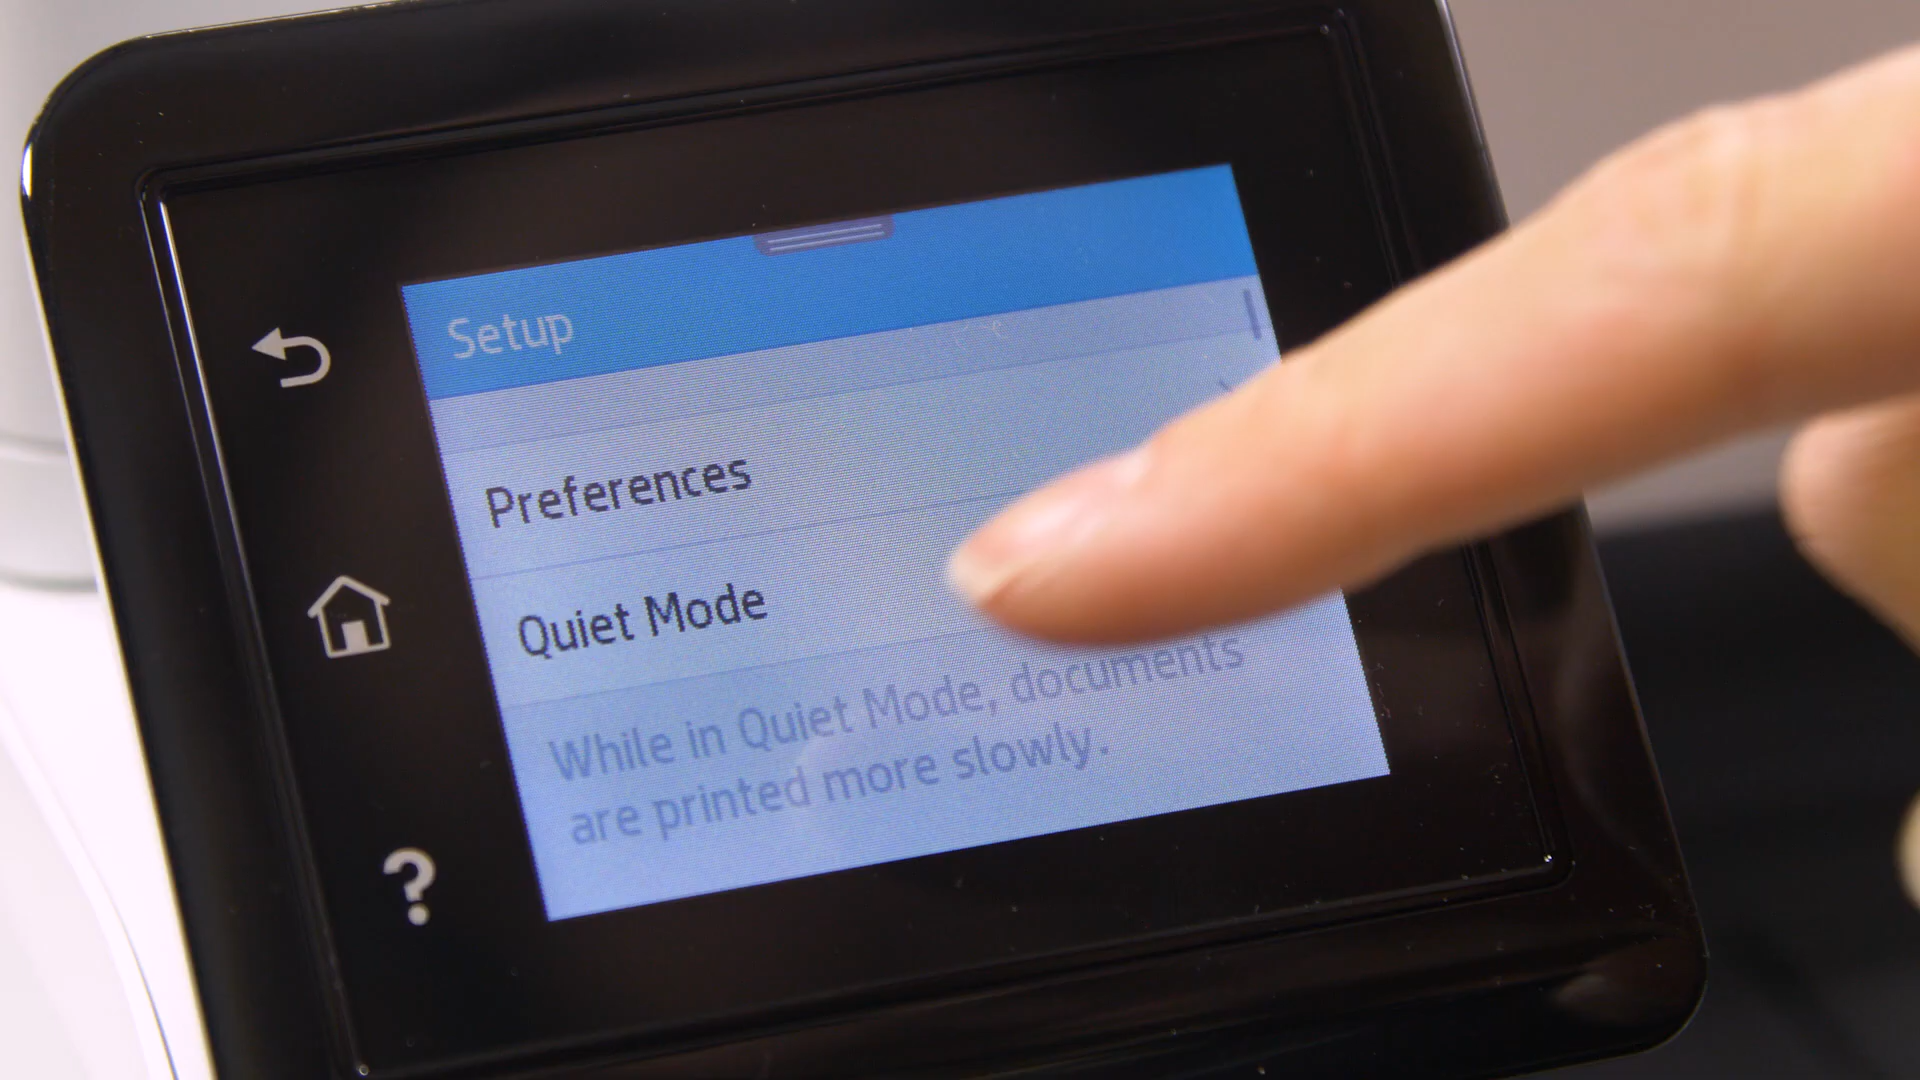 Setup
Preferences
Quiet Mode
While in Quiet Mode, documents
are printed more slowly.
?